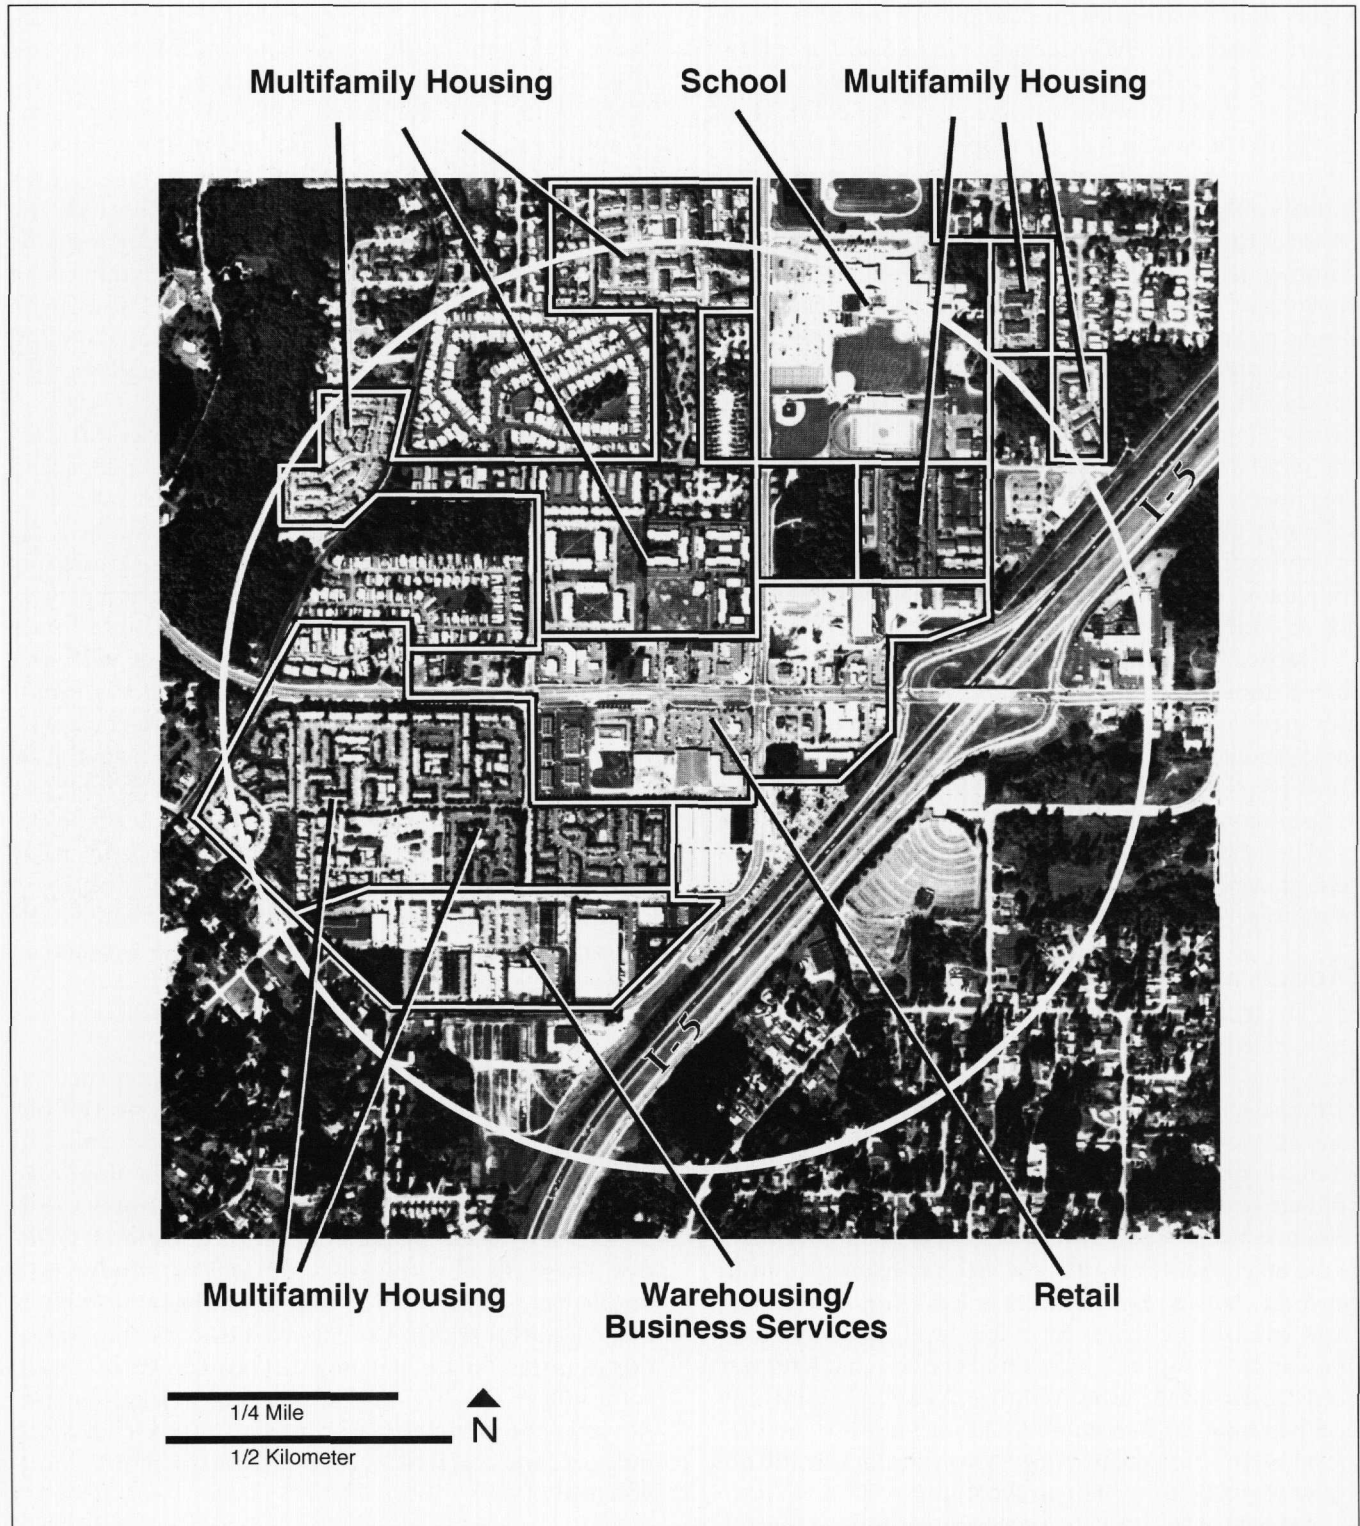 Multifamily Housing
School
Multifamily Housing
I-5
I-5
Multifamily Housing
Warehousing/
Business Services
Retail
1/4 Mile
N
1/2 Kilometer